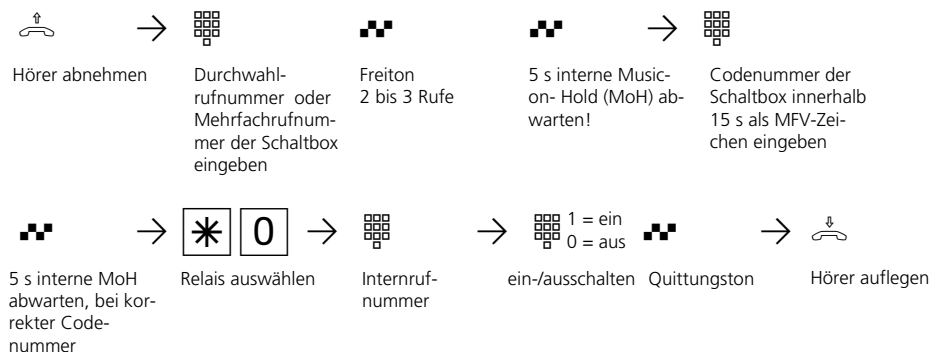 Hörer abnehmen
Durchwahl-
rufnummer oder
Mehrfachrufnum-
mer der Schaltbox
eingeben
Freiton
2 bis 3 Rufe
5 s interne Music-
on- Hold (MoH) ab-
warten!
Codenummer der
Schaltbox innerhalb
15 s als MFV-Zei-
chen eingeben
5 s interne MoH
abwarten, bei kor-
rekter Code-
nummer
* 0
Relais auswählen
Internruf-
nummer
1 = ein
0 = aus
ein-/ausschalten
Quittungston
Hörer auflegen